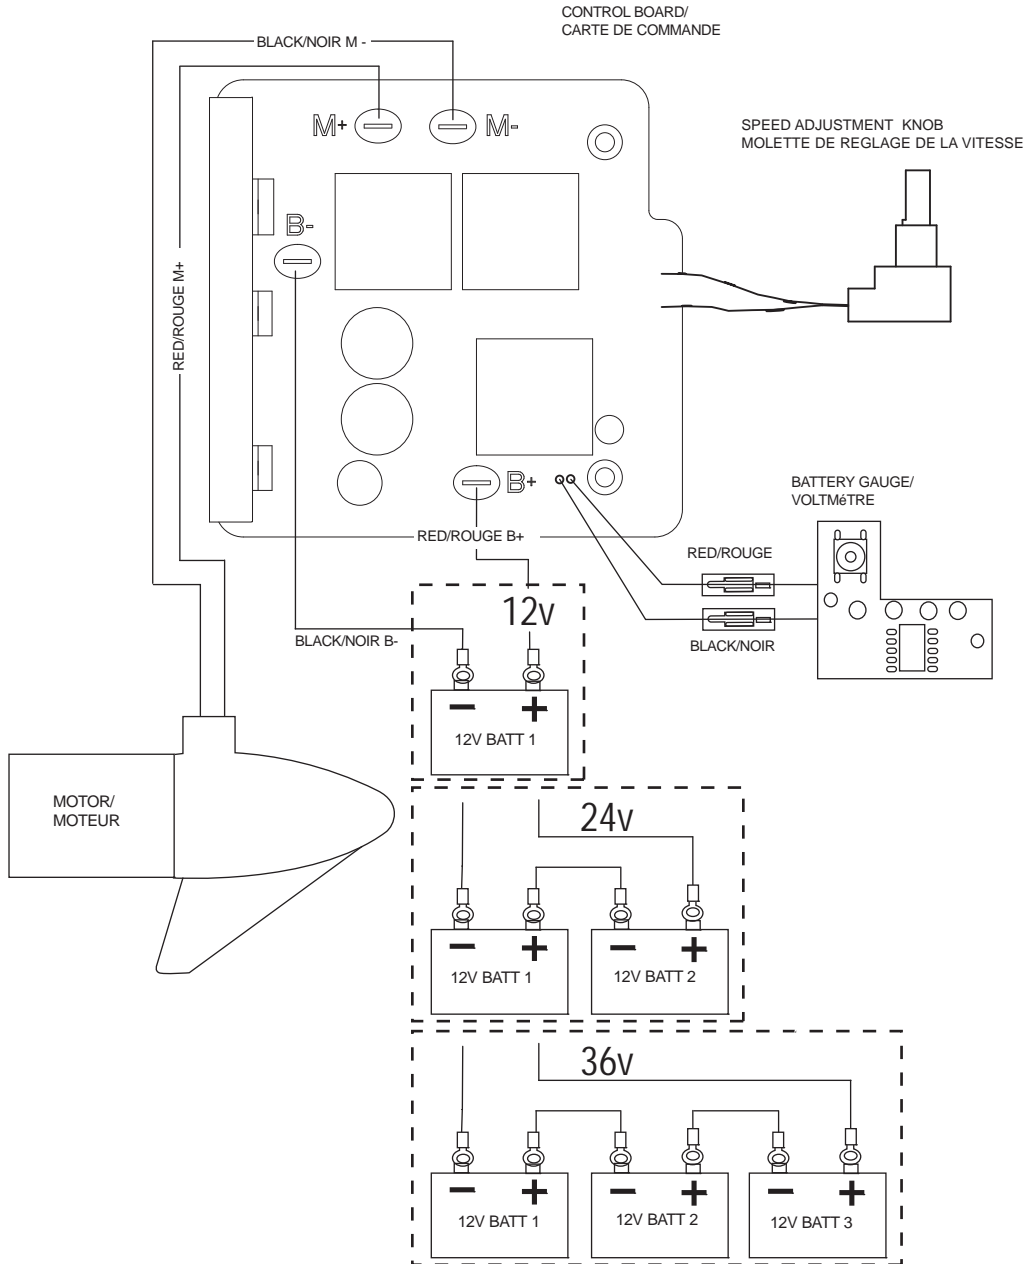 CONTROL BOARD/
CARTE DE COMMANDE
BLACK/NOIR M -
M+
M-
SPEED ADJUSTMENT KNOB
MOLETTE DE REGLAGE DE LA VITESSE
B-
RED/ROUGE M+
B+
BATTERY GAUGE/
VOLTMéTRE
RED/ROUGE B+
RED/ROUGE
12v
BLACK/NOIR B-
BLACK/NOIR
- +
12V BATT 1
MOTOR/
MOTEUR
24v
- + - +
12V BATT 1
12V BATT 2
36v
- + - + - +
12V BATT 1
12V BATT 2
12V BATT 3